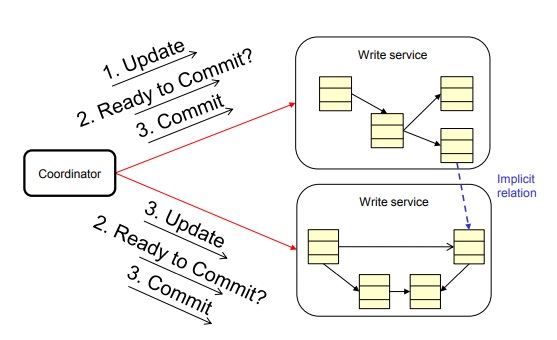 1. Update
2. Ready to Commit?
3. Commit
Write service
Coordinator
Implicit
relation
Write service
3. Update
2. Ready to Commit?
3. Commit